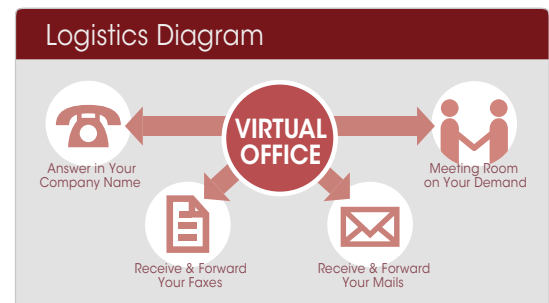 Logistics Diagram
VIRTUAL
OFFICE
Answer in Your
Company Name
Meeting Room
on Your Demand
Receive & Forward
Your Faxes
Receive & Forward
Your Mails